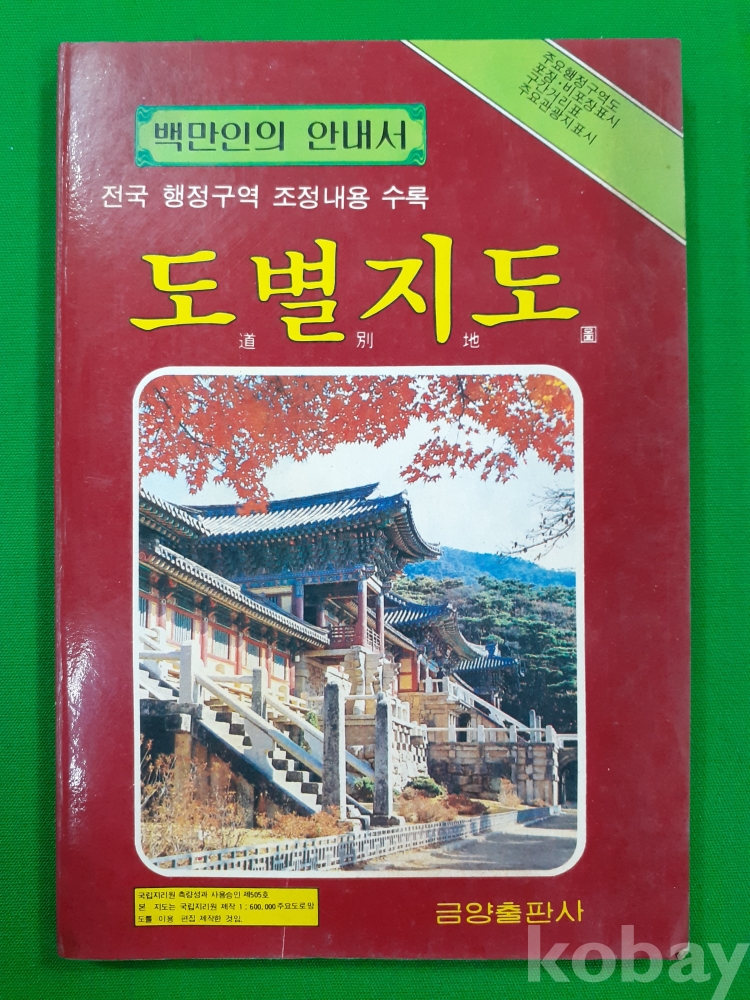 주요행정구역도
포장·비포장표시
구간거리표
주요관광지표시
백만인의 안내서
전국 행정구역 조정내용 수록
도별지도
道別地圖
국립지리원 측량성과 사용승인 제505호
본 지도는 국립지리원 제작 1:600,000주요도로망
도를 이용 편집 제작한 것임.
금양출판사
kobay